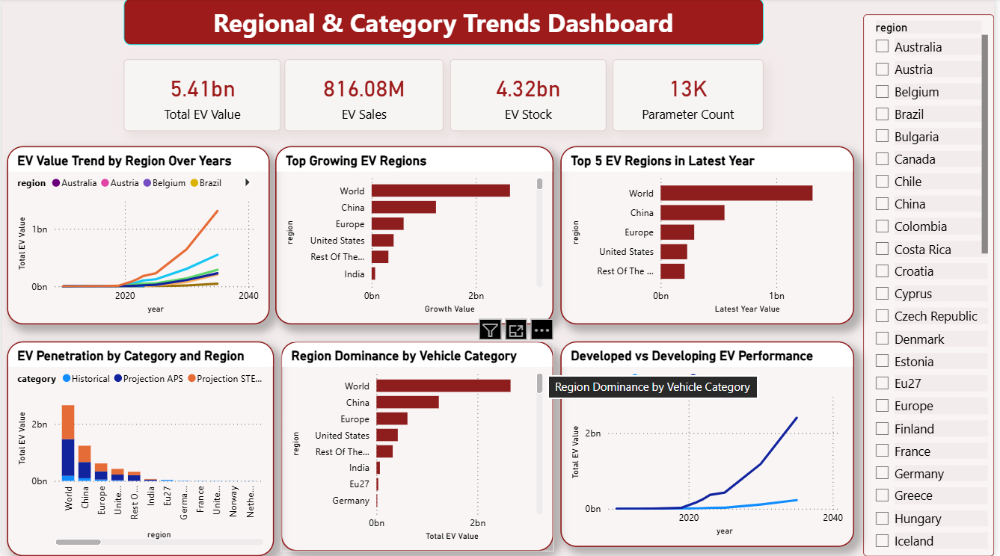 Regional & Category Trends Dashboard
5.41bn
Total EV Value
816.08M
EV Sales
4.32bn
EV Stock
13K
Parameter Count
EV Value Trend by Region Over Years
region Australia Austria Belgium Brazil
Total EV Value
1bn
0bn
2020 2040
year
Top Growing EV Regions
region
World
China
Europe
United States
Rest Of The...
India
0bn 2bn
Growth Value
Top 5 EV Regions in Latest Year
region
World
China
Europe
United States
Rest Of The ...
0bn 1bn
Latest Year Value
EV Penetration by Category and Region
category Historical Projection APS Projection STE...
Total EV Value
2bn
0bn
World
China
Europe
Unite...
Rest O...
India
Eu27
Germa...
France
Unite...
Norway
Nethe...
region
Region Dominance by Vehicle Category
region
World
China
Europe
United States
Rest Of The...
India
Eu27
Germany
0bn 2bn
Total EV Value
Developed vs Developing EV Performance
Region Dominance by Vehicle Category
Total EV Value
2bn
0bn
2020 2040
year
region
Australia
Austria
Belgium
Brazil
Bulgaria
Canada
Chile
China
Colombia
Costa Rica
Croatia
Cyprus
Czech Republic
Denmark
Estonia
Eu27
Europe
Finland
France
Germany
Greece
Hungary
Iceland